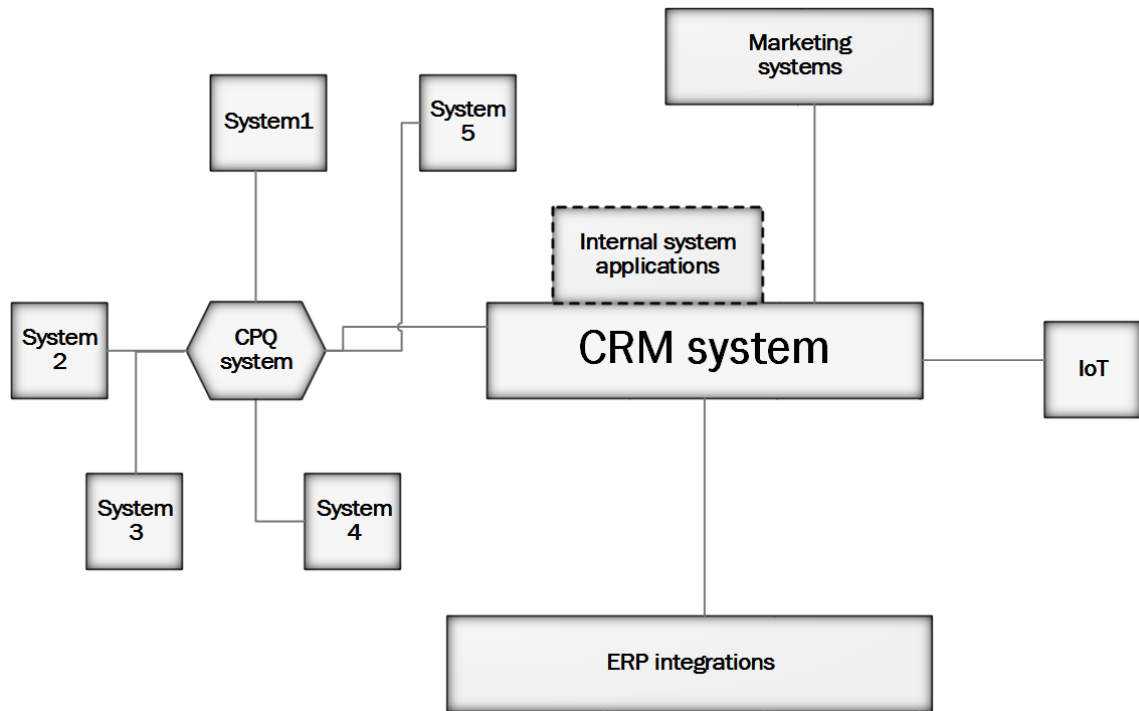 Marketing
systems
System1
System
5
Internal system
applications
System
2
CPQ
system
CRM system
IoT
System
3
System
4
ERP integrations